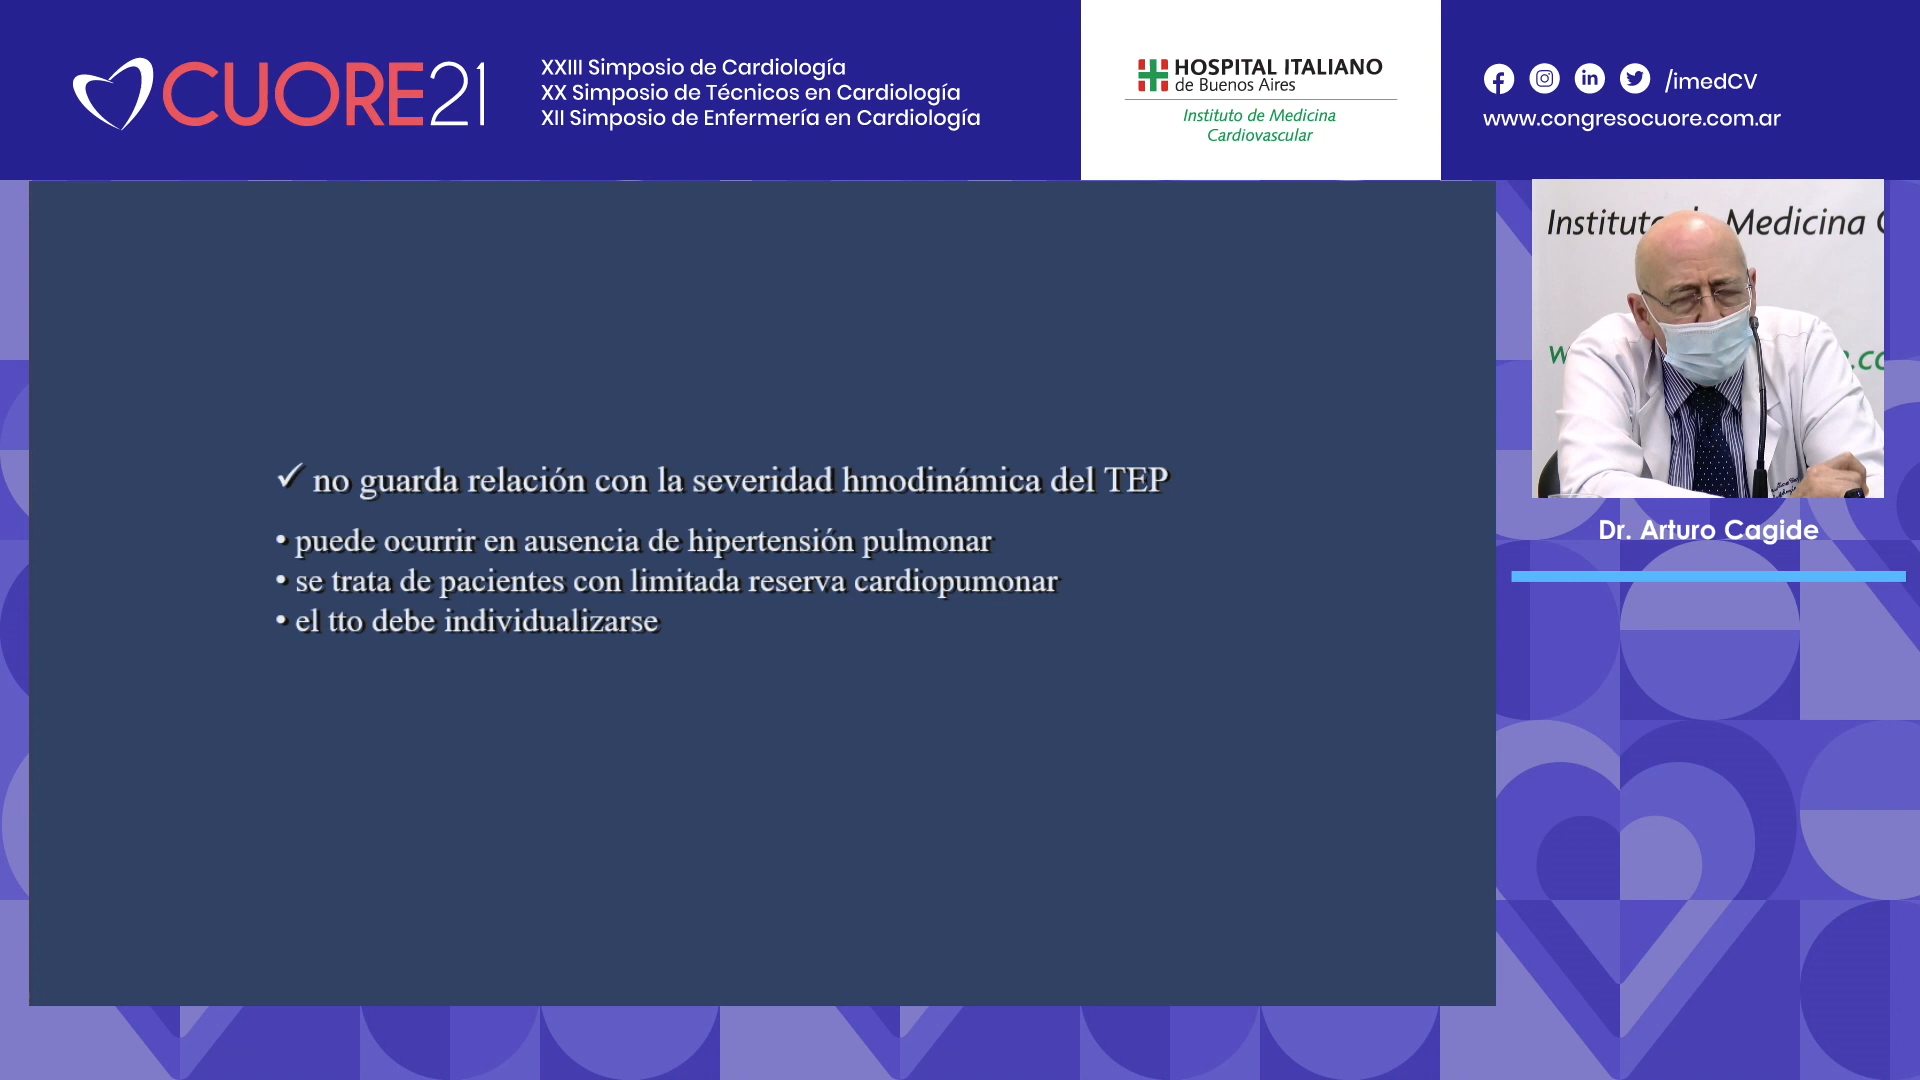 CUORE21
XXIII Simposio de Cardiología
XX Simposio de Técnicos en Cardiología
XII Simposio de Enfermería en Cardiología
HOSPITAL ITALIANO
de Buenos Aires
Instituto de Medicina
Cardiovascular
/imedCV
www.congresocuore.com.ar
✓ no guarda relación con la severidad hmodinámica del TEP
• puede ocurrir en ausencia de hipertensión pulmonar
• se trata de pacientes con limitada reserva cardiopumonar
• el tto debe individualizarse
Medicina
Dr. Arturo Cagide